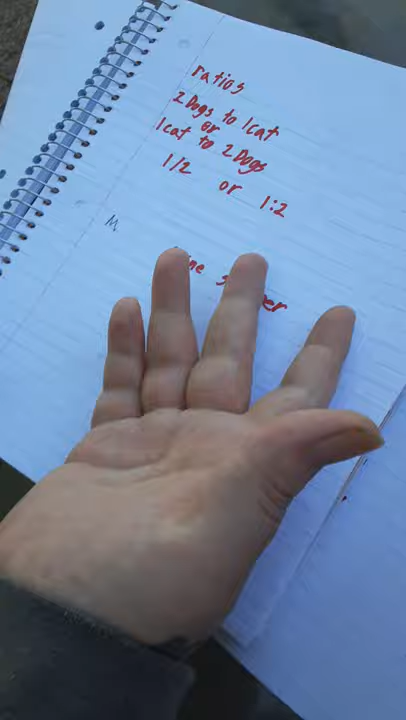 ratios
2 Dogs to 1 cat
or
1 cat to 2 Dogs
1/2 or 1:2
M